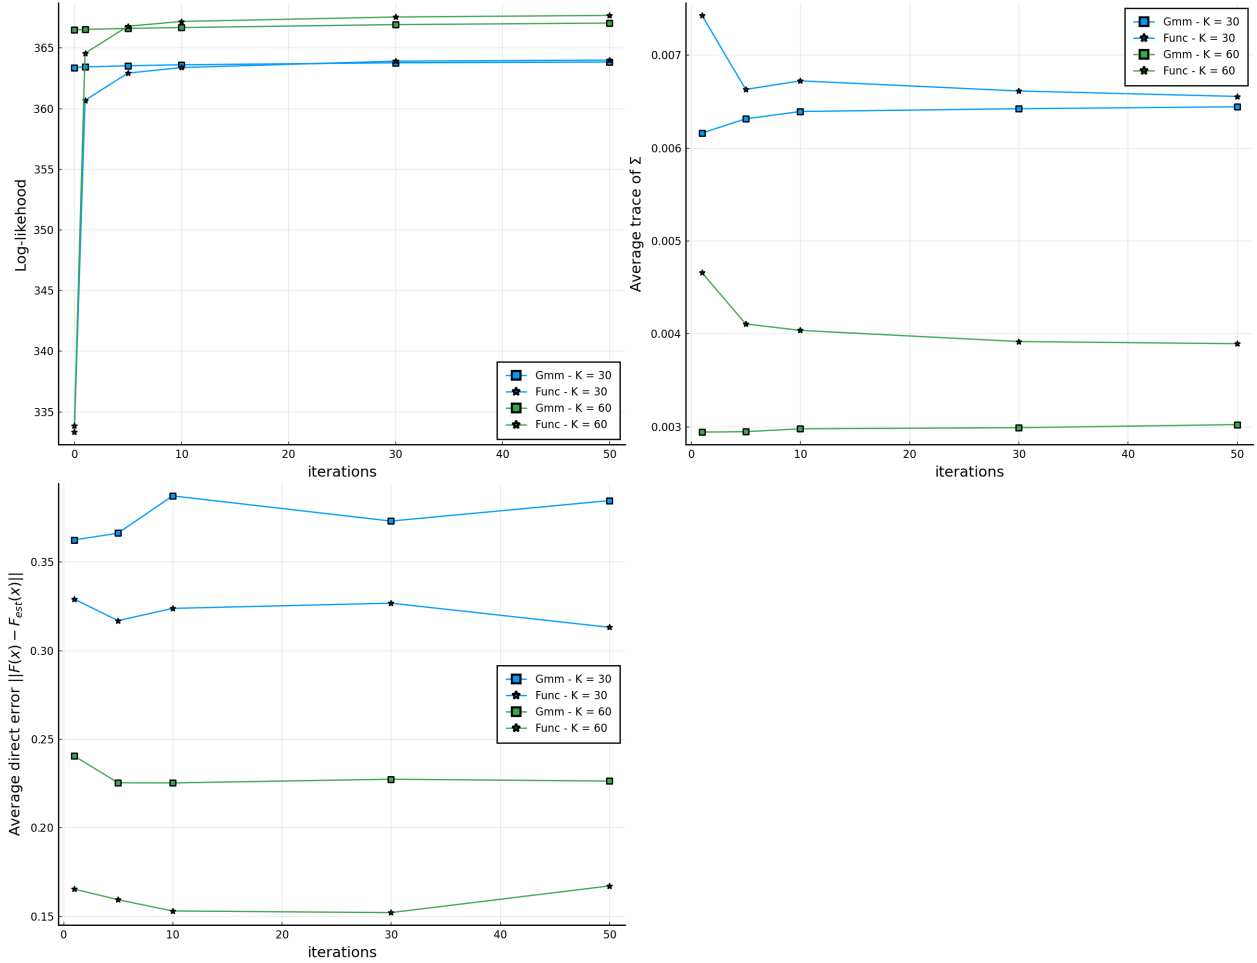 365
360
355
350
345
340
335
Log-likehood
Gmm - K = 30
Func - K = 30
Gmm - K = 60
Func - K = 60
0 10 20 30 40 50
iterations
0.007
0.006
0.005
0.004
0.003
Average trace of Σ
Gmm - K = 30
Func - K = 30
Gmm - K = 60
Func - K = 60
0 10 20 30 40 50
iterations
0.35
0.30
0.25
0.20
0.15
Average direct error ||F(x) − F_est(x)||
Gmm - K = 30
Func - K = 30
Gmm - K = 60
Func - K = 60
0 10 20 30 40 50
iterations